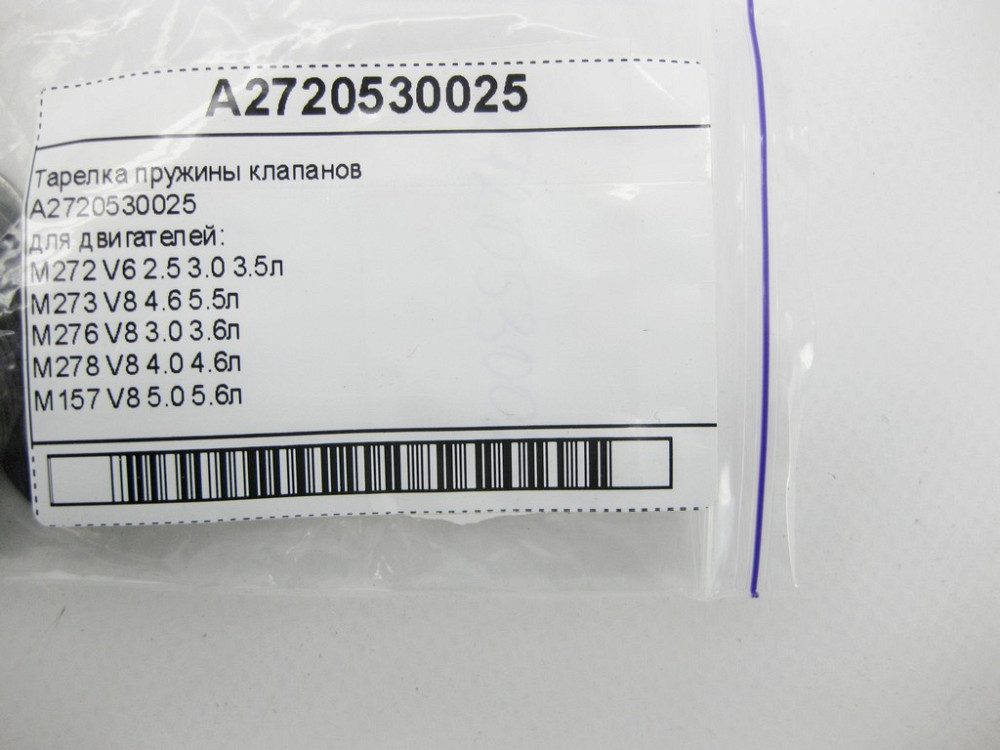 A2720530025
Тарелка пружины клапанов
A2720530025
для двигателей:
M272 V6 2.5 3.0 3.5л
M273 V8 4.6 5.5л
M276 V8 3.0 3.6л
M278 V8 4.0 4.6л
M157 V8 5.0 5.6л